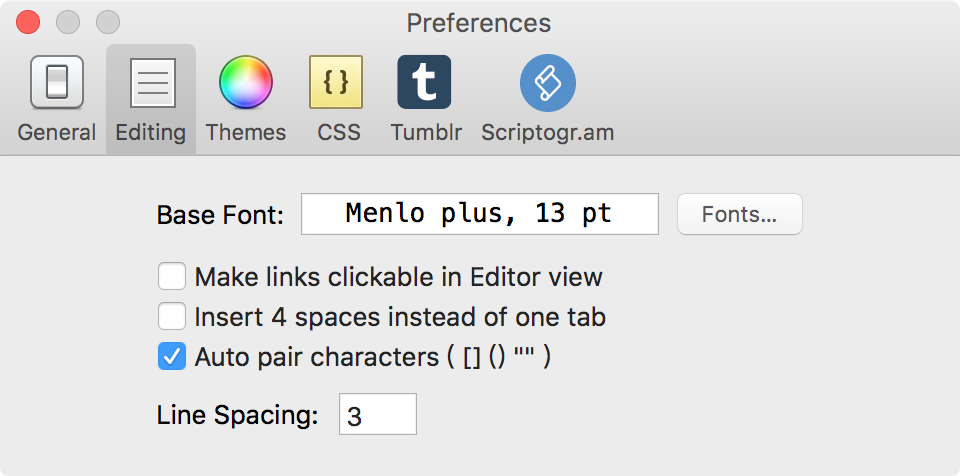 Preferences
General Editing Themes CSS Tumblr Scriptogr.am
Base Font: Menlo plus, 13 pt Fonts...
Make links clickable in Editor view
Insert 4 spaces instead of one tab
Auto pair characters ( [] () "" )
Line Spacing: 3